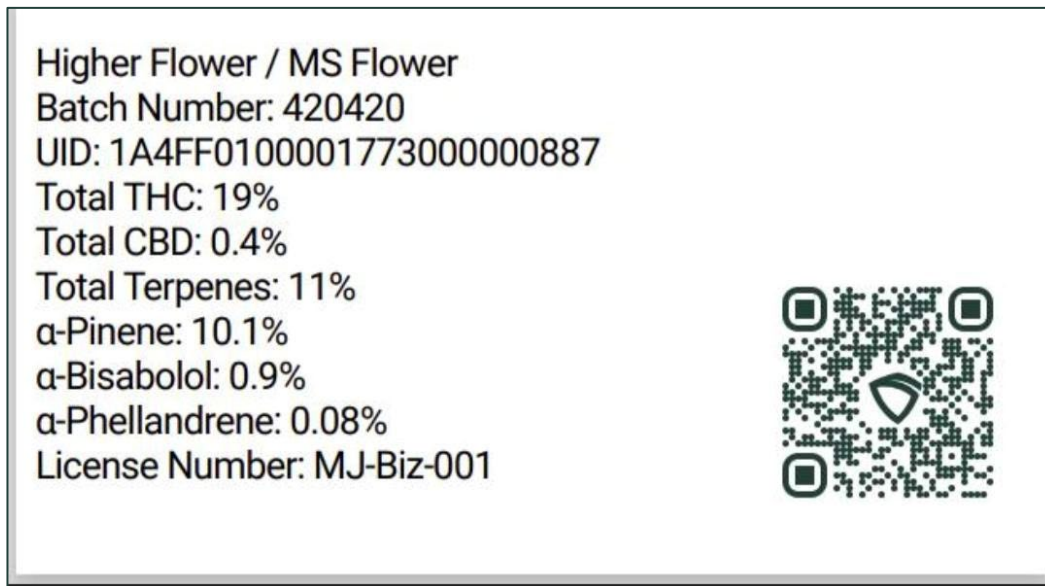 Higher Flower / MS Flower
Batch Number: 420420
UID: 1A4FF0100001773000000887
Total THC: 19%
Total CBD: 0.4%
Total Terpenes: 11%
α-Pinene: 10.1%
α-Bisabolol: 0.9%
α-Phellandrene: 0.08%
License Number: MJ-Biz-001